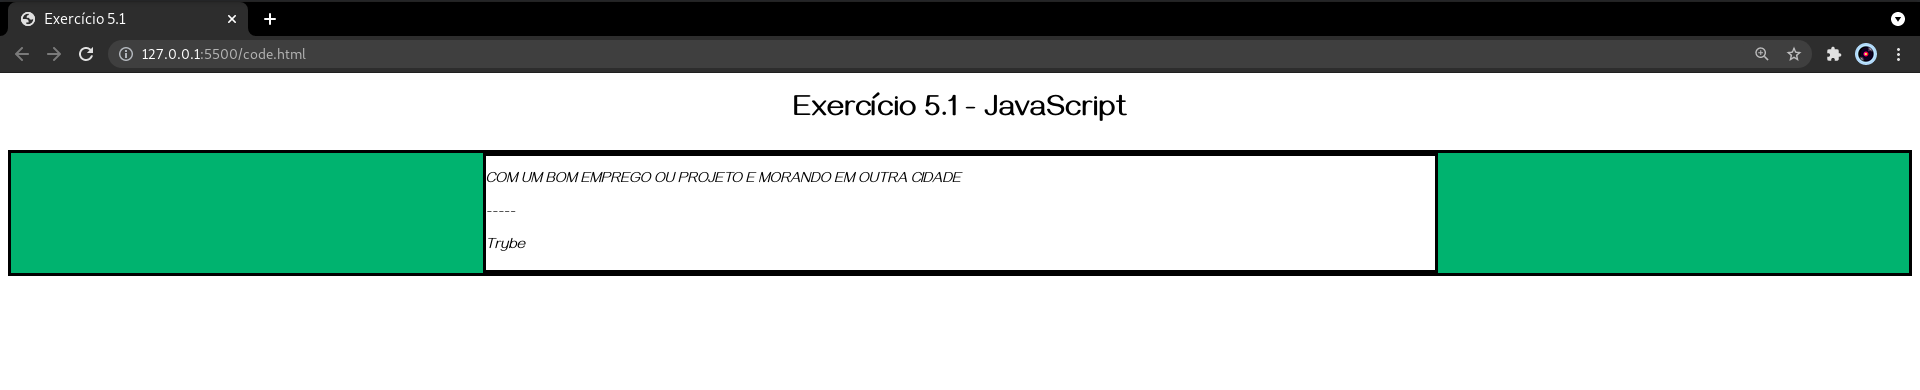 Exercício 5.1
127.0.0.1:5500/code.html
Exercício 5.1 - JavaScript
COM UM BOM EMPREGO OU PROJETO E MORANDO EM OUTRA CIDADE
-----
Trybe